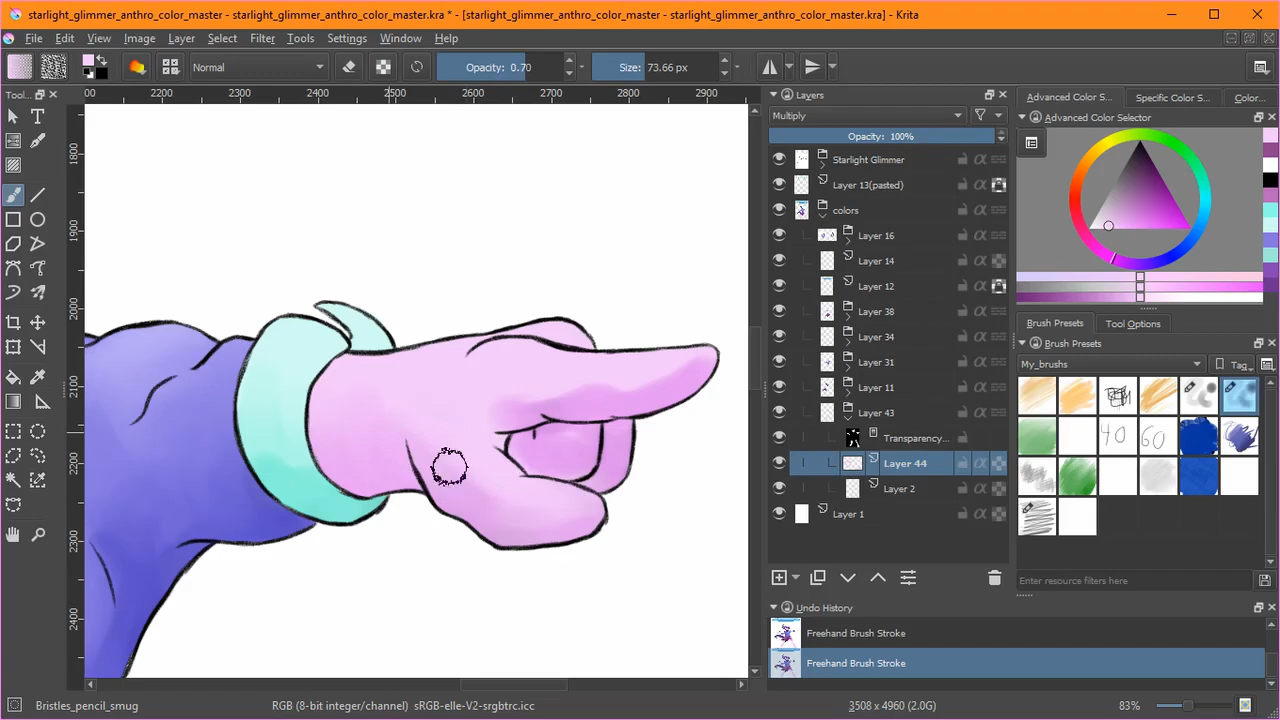 starlight_glimmer_anthro_color_master.kra * - [starlight_glimmer_anthro_color_master - starlight_glimmer_anthro_color_master.kra] - Krita
File Edit View Image Layer Select Filter Tools Settings Window Help
Normal Opacity: 0.70 Size: 73.66 px
Tool...
00 2200 2300 2400 2500 2600 2700 2800 2900
1800
1900
2000
2100
2200
2300
2400
Layers
Multiply
Opacity: 100%
Starlight Glimmer
Layer 13(pasted)
colors
Layer 16
Layer 14
Layer 12
Layer 38
Layer 34
Layer 31
Layer 11
Layer 43
Transparency...
Layer 44
Layer 2
Layer 1
Undo History
Freehand Brush Stroke
Freehand Brush Stroke
Advanced Color S... Specific Color S... Color...
Advanced Color Selector
Brush Presets Tool Options
Brush Presets
My_brushes Tag
40 60
Enter resource filters here
Bristles_pencil_smug RGB (8-bit integer/channel) sRGB-elle-V2-srgbtrc.icc 3508 x 4960 (2.0G) 83%